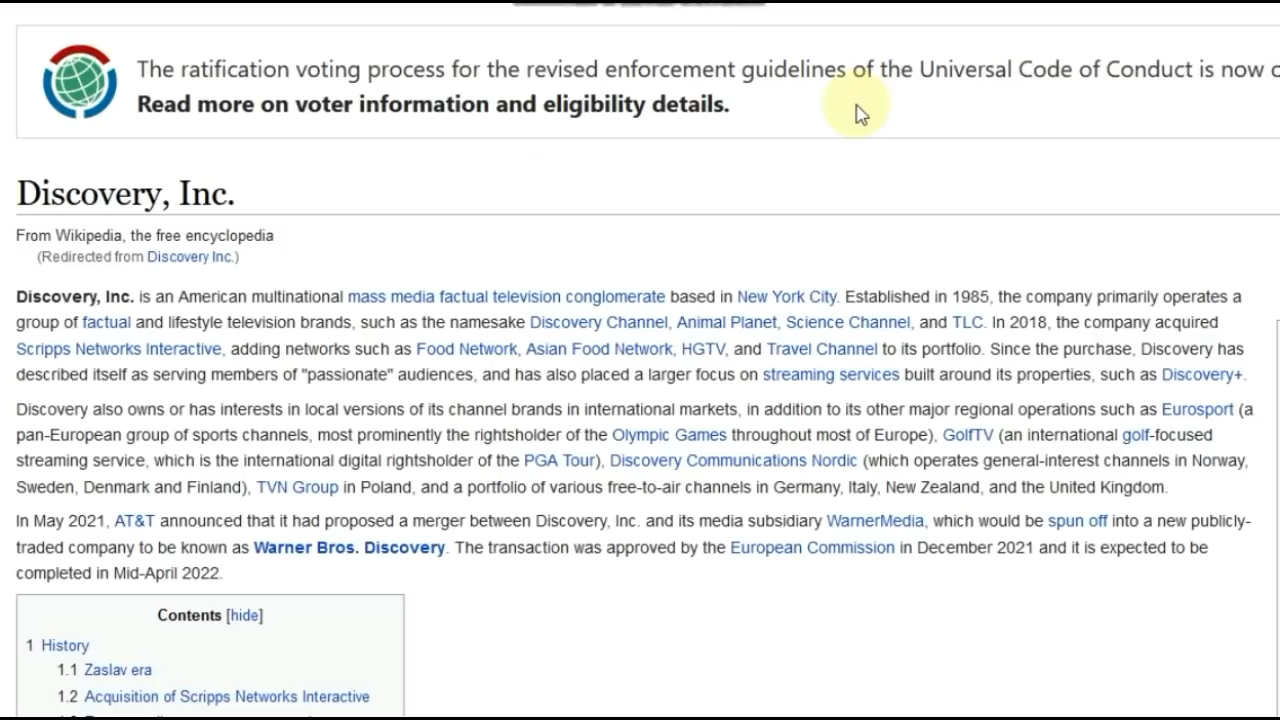 The ratification voting process for the revised enforcement guidelines of the Universal Code of Conduct is now
Read more on voter information and eligibility details.
Discovery, Inc.
From Wikipedia, the free encyclopedia
(Redirected from Discovery Inc.)
Discovery, Inc. is an American multinational mass media factual television conglomerate based in New York City. Established in 1985, the company primarily operates a
group of factual and lifestyle television brands, such as the namesake Discovery Channel, Animal Planet, Science Channel, and TLC. In 2018, the company acquired
Scripps Networks Interactive, adding networks such as Food Network, Asian Food Network, HGTV, and Travel Channel to its portfolio. Since the purchase, Discovery has
described itself as serving members of "passionate" audiences, and has also placed a larger focus on streaming services built around its properties, such as Discovery+.
Discovery also owns or has interests in local versions of its channel brands in international markets, in addition to its other major regional operations such as Eurosport (a
pan-European group of sports channels, most prominently the rightsholder of the Olympic Games throughout most of Europe), GolfTV (an international golf-focused
streaming service, which is the international digital rightsholder of the PGA Tour), Discovery Communications Nordic (which operates general-interest channels in Norway,
Sweden, Denmark and Finland), TVN Group in Poland, and a portfolio of various free-to-air channels in Germany, Italy, New Zealand, and the United Kingdom.
In May 2021, AT&T announced that it had proposed a merger between Discovery, Inc. and its media subsidiary WarnerMedia, which would be spun off into a new publicly-
traded company to be known as Warner Bros. Discovery. The transaction was approved by the European Commission in December 2021 and it is expected to be
completed in Mid-April 2022.
Contents [hide]
1 History
1.1 Zaslav era
1.2 Acquisition of Scripps Networks Interactive